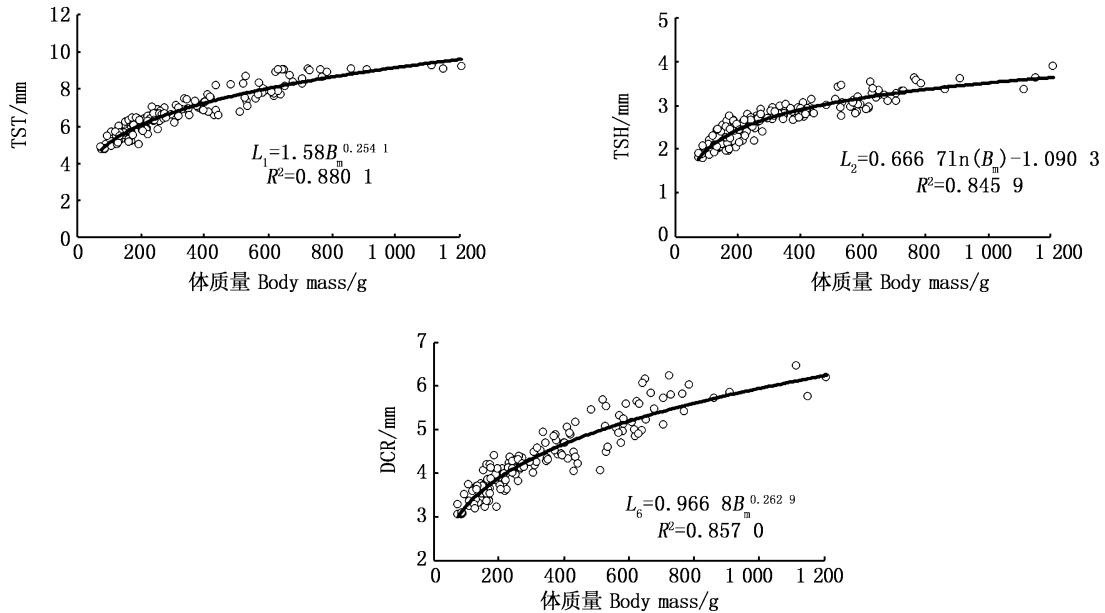 12
10
8
6
4
2
0
TST/mm
L₁=1.58Bₘ^0.254 1
R²=0.880 1
0 200 400 600 800 1 000 1 200
体质量 Body mass/g
5
4
3
2
1
0
TSH/mm
L₂=0.666 7ln(Bₘ)-1.090 3
R²=0.845 9
0 200 400 600 800 1 000 1 200
体质量 Body mass/g
7
6
5
4
3
2
DCR/mm
L₆=0.966 8Bₘ^0.262 9
R²=0.857 0
0 200 400 600 800 1 000 1 200
体质量 Body mass/g